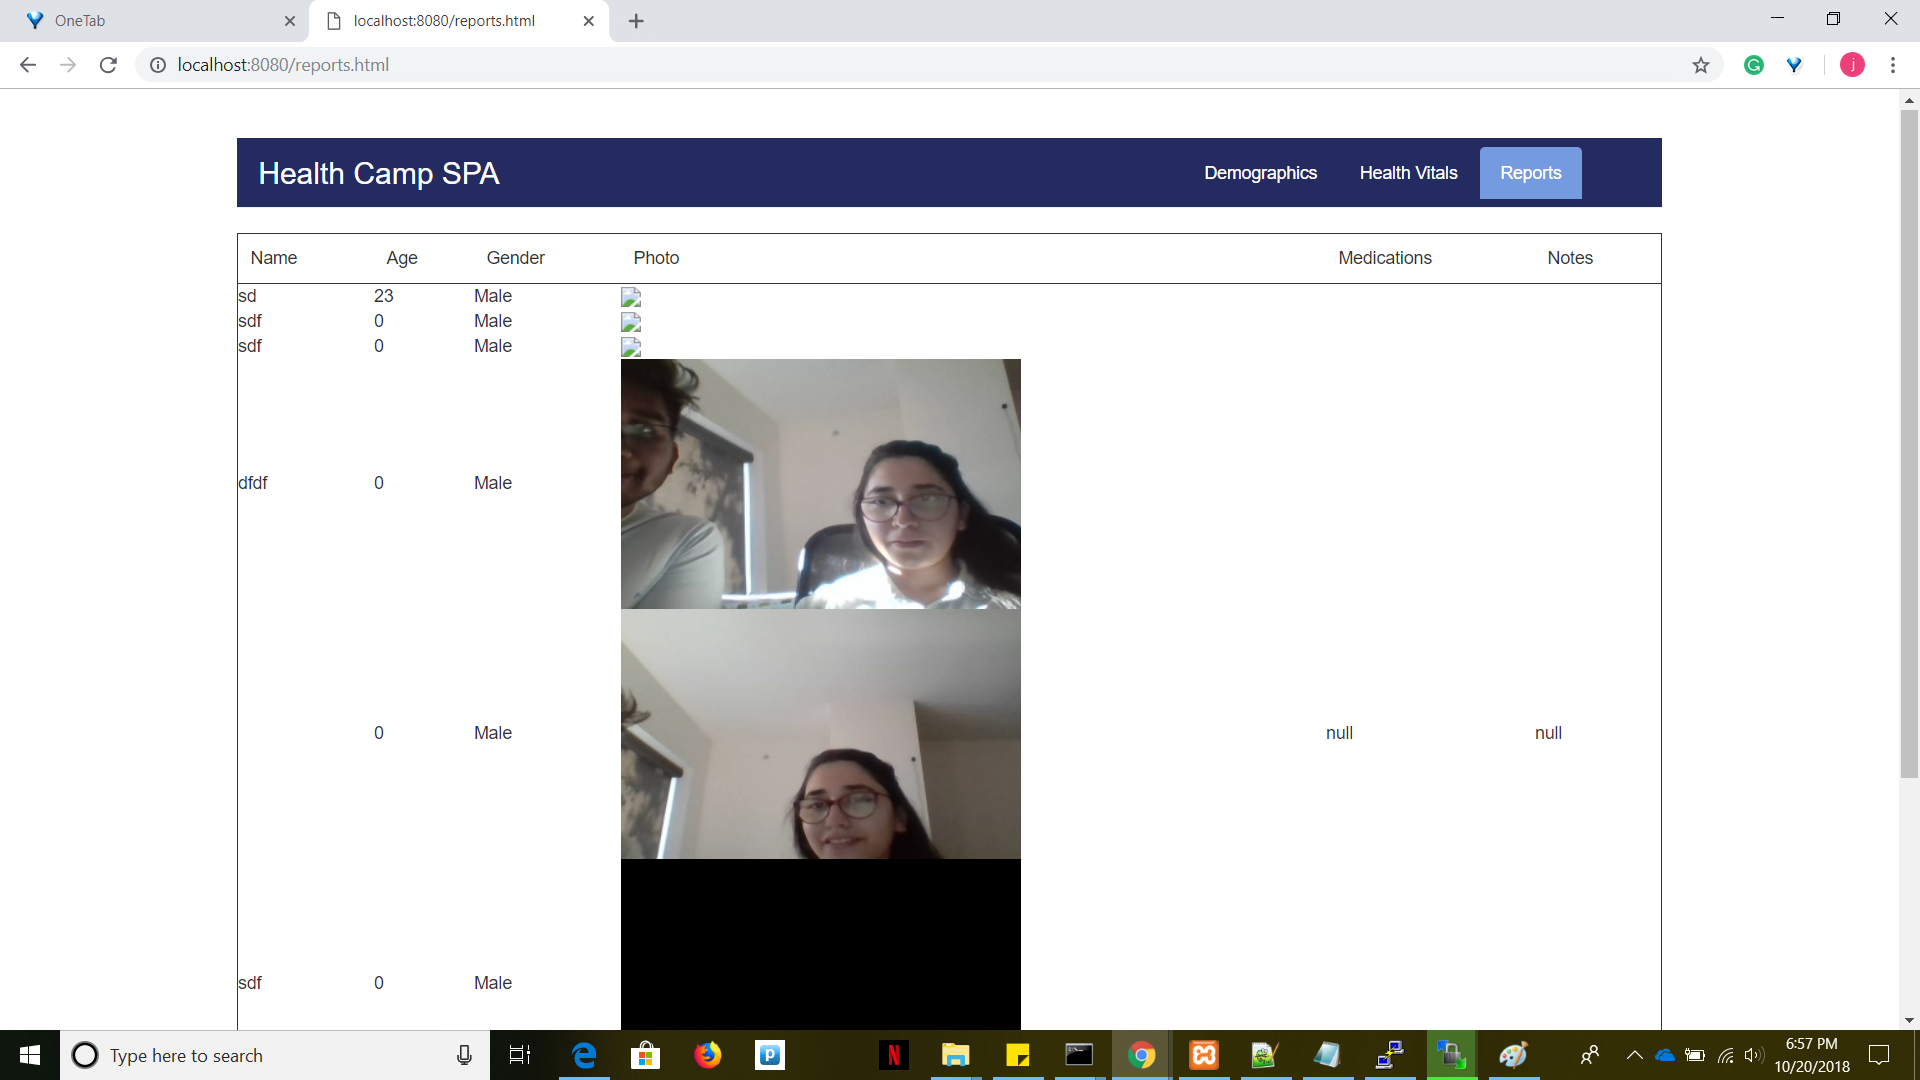 OneTab
localhost:8080/reports.html
localhost:8080/reports.html
j
Health Camp SPA
Demographics
Health Vitals
Reports
Name Age Gender Photo Medications Notes
sd 23 Male
sdf 0 Male
sdf 0 Male
dfdf 0 Male
0 Male null null
sdf 0 Male
Type here to search
6:57 PM
10/20/2018